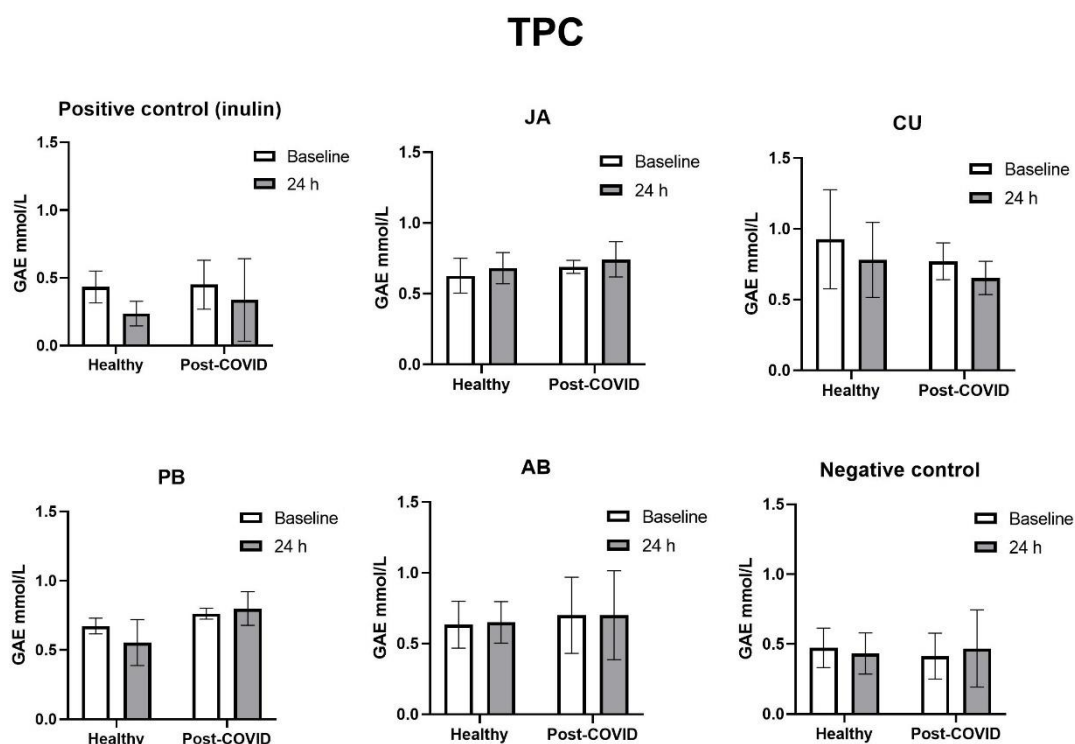 TPC
Positive control (inulin)
1.5
1.0
0.5
0.0
GAE mmol/L
Baseline
24 h
Healthy
Post-COVID
JA
1.5
1.0
0.5
0.0
GAE mmol/L
Baseline
24 h
Healthy
Post-COVID
CU
1.5
1.0
0.5
0.0
GAE mmol/L
Baseline
24 h
Healthy
Post-COVID
PB
1.5
1.0
0.5
0.0
GAE mmol/L
Baseline
24 h
Healthy
Post-COVID
AB
1.5
1.0
0.5
0.0
GAE mmol/L
Baseline
24 h
Healthy
Post-COVID
Negative control
1.5
1.0
0.5
0.0
GAE mmol/L
Baseline
24 h
Healthy
Post-COVID